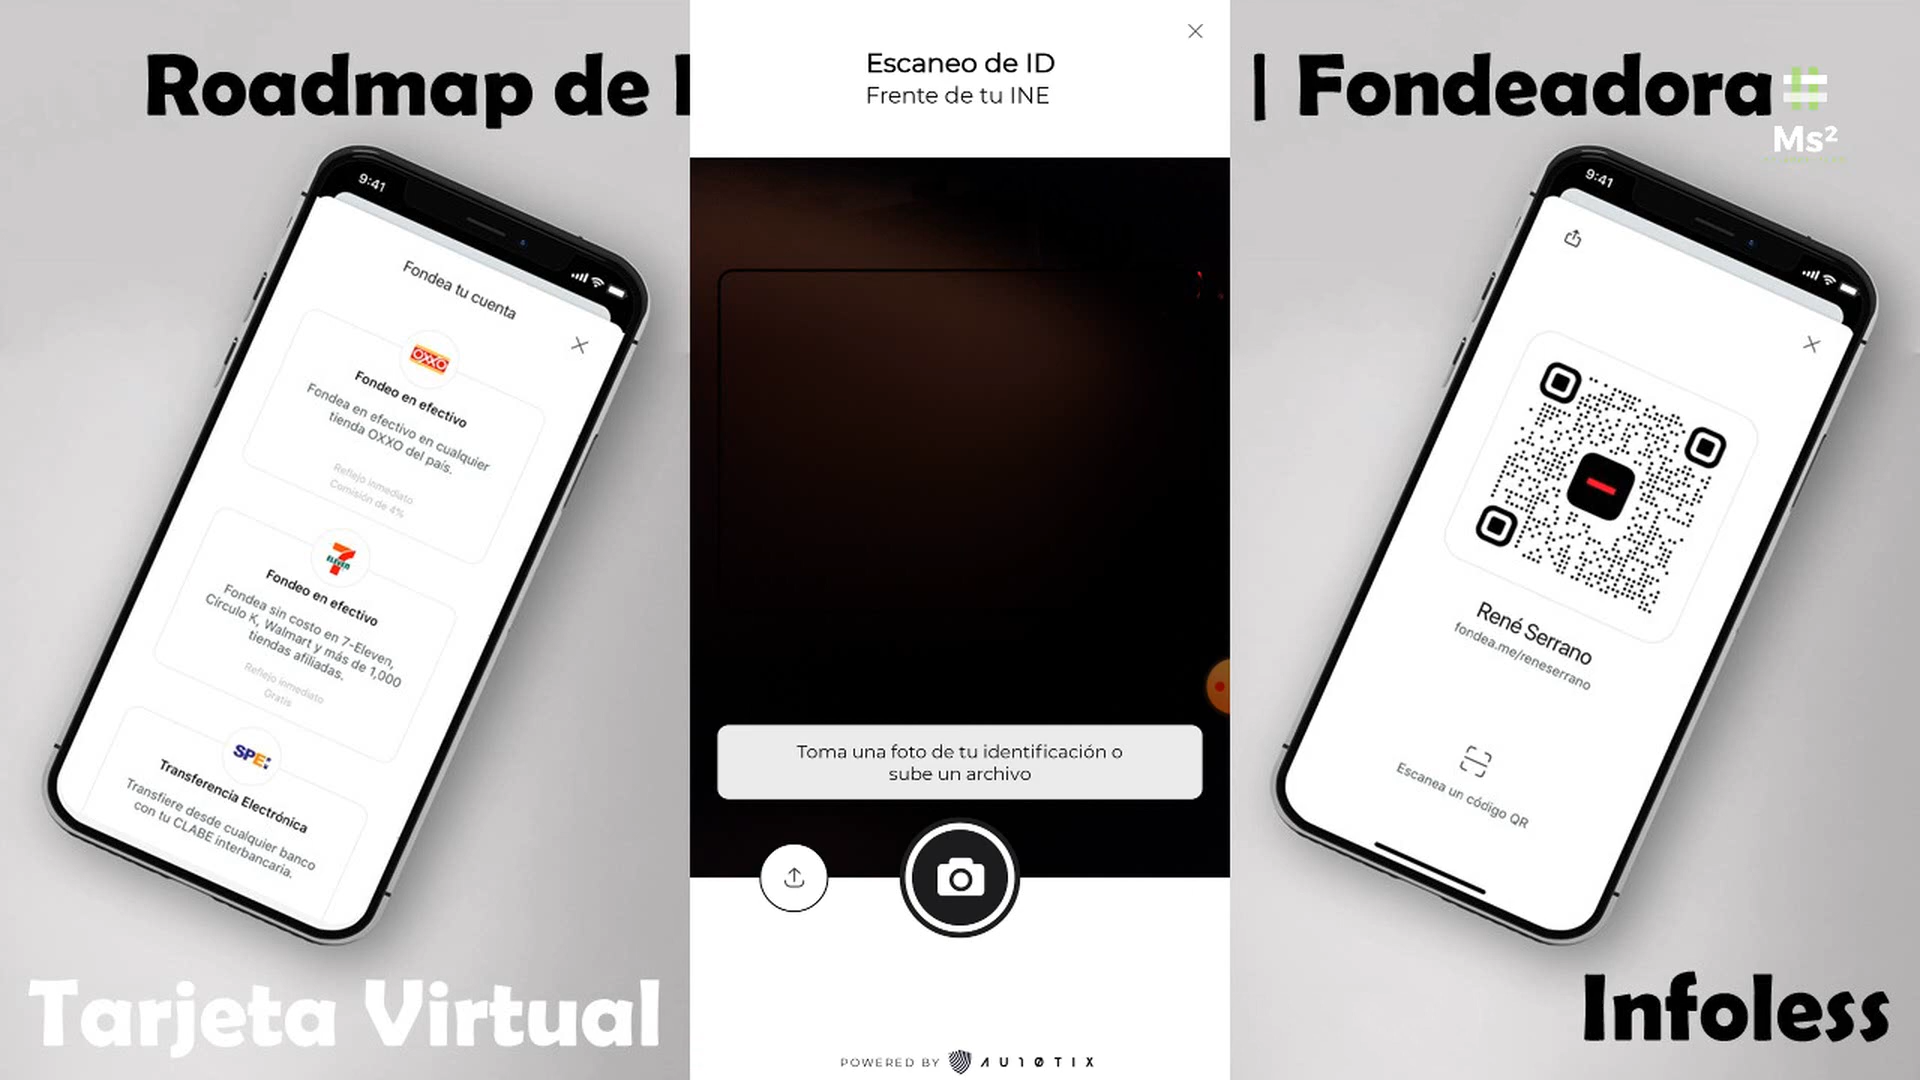 Roadmap de
| Fondeadora
Ms²
9:41
Fondea tu cuenta
OXXO
Fondeo en efectivo
Fondea en efectivo en cualquier
tienda OXXO del país.
Reflejo inmediato
Comisión de 4%
7
ELEVEN
Fondeo en efectivo
Fondea sin costo en 7-Eleven,
Círculo K, Walmart y más de 1,000
tiendas afiliadas.
Reflejo inmediato
Gratis
SPEi
Transferencia Electrónica
Transfiere desde cualquier banco
con tu CLABE interbancaria.
Tarjeta Virtual
Escaneo de ID
Frente de tu INE
Toma una foto de tu identificación o
sube un archivo
POWERED BY AU10TIX
9:41
René Serrano
fondea.me/reneserrano
Escanea un código QR
Infoless